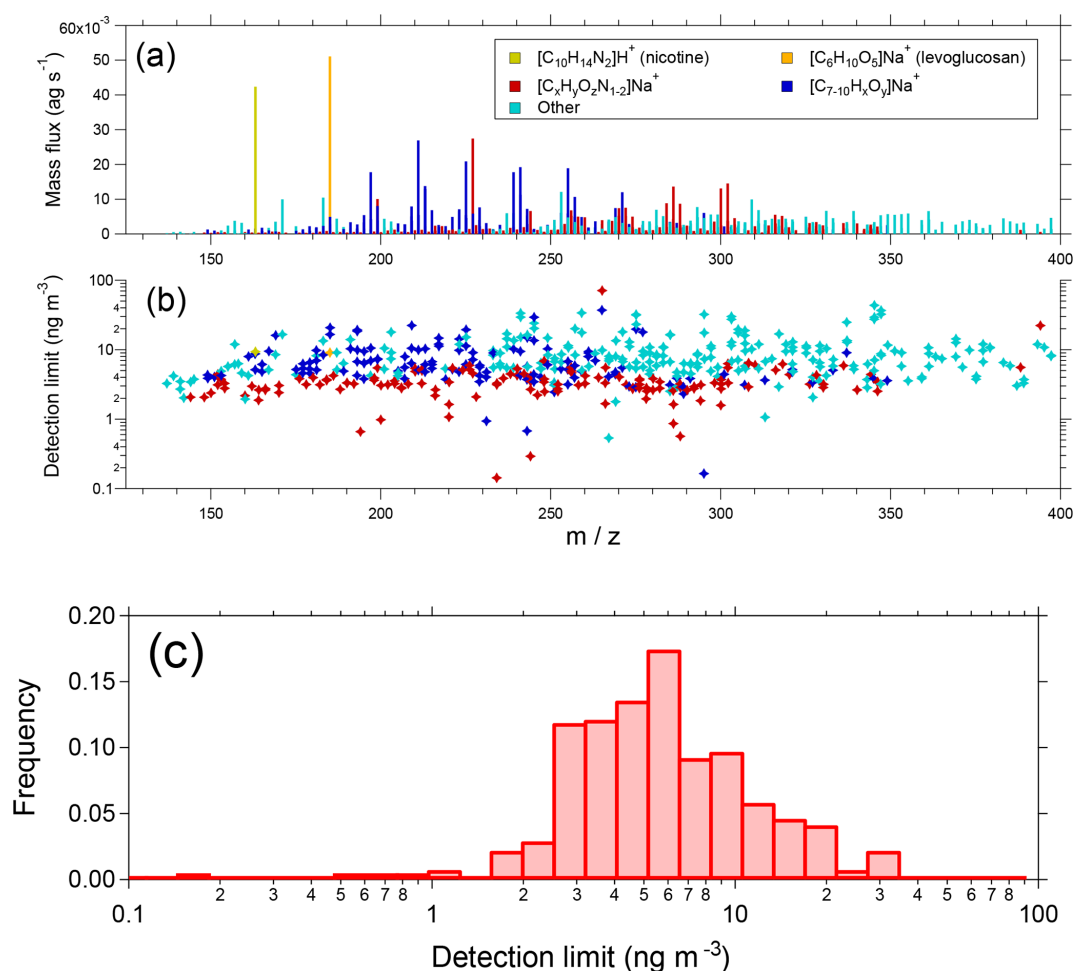 60x10⁻³
50
40
30
20
10
0
Mass flux (ag s⁻¹)
(a)
[C₁₀H₁₄N₂]H⁺ (nicotine)
[C₆H₁₀O₅]Na⁺ (levoglucosan)
[CₓHᵧO_zN₁₋₂]Na⁺
[C₇₋₁₀HₓOᵧ]Na⁺
Other
150 200 250 300 350 400
100
4
2
10
4
2
1
4
2
0.1
Detection limit (ng m⁻³)
(b)
150 200 250 300 350 400
m / z
(c)
0.20
0.15
0.10
0.05
0.00
Frequency
2 3 4 5 6 7 8 2 3 4 5 6 7 8 2 3 4 5 6 7 8
0.1 1 10 100
Detection limit (ng m⁻³)